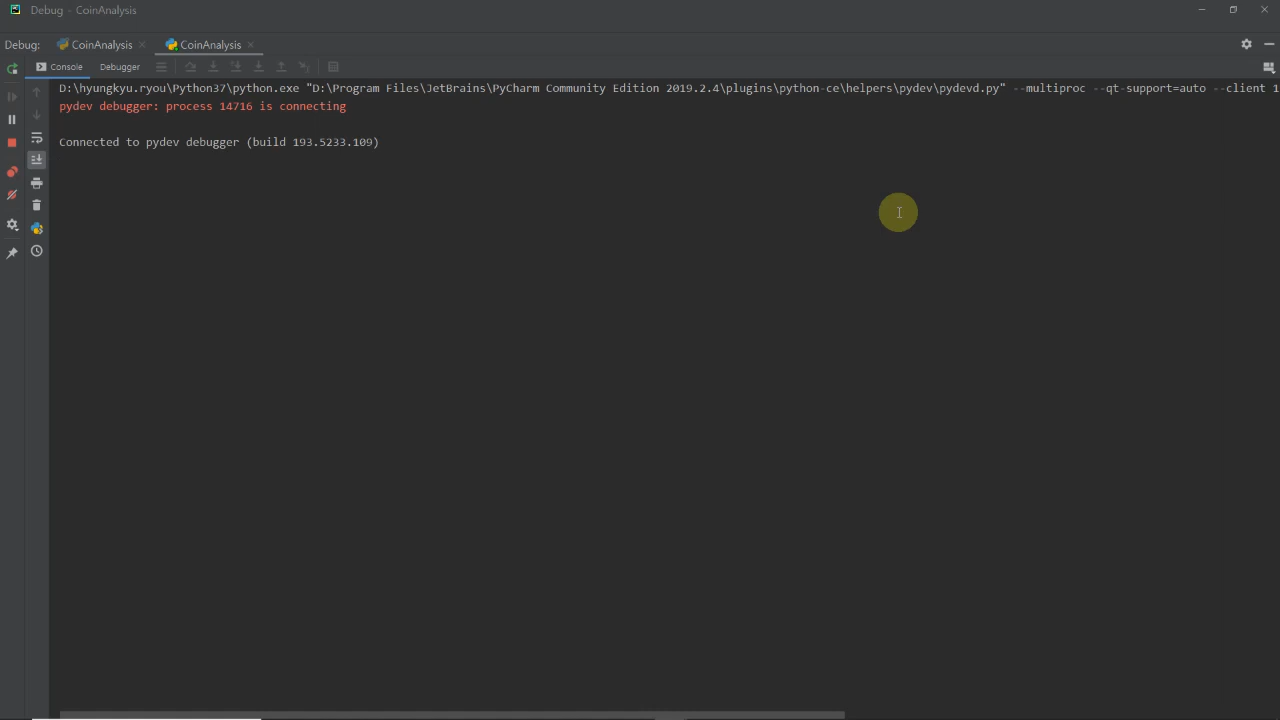 Debug - CoinAnalysis
Debug: CoinAnalysis CoinAnalysis
Console Debugger
D:\hyungkyu.ryou\Python37\python.exe "D:\Program Files\JetBrains\PyCharm Community Edition 2019.2.4\plugins\python-ce\helpers\pydev\pydevd.py" --multiproc --qt-support=auto --client 1
pydev debugger: process 14716 is connecting
Connected to pydev debugger (build 193.5233.109)